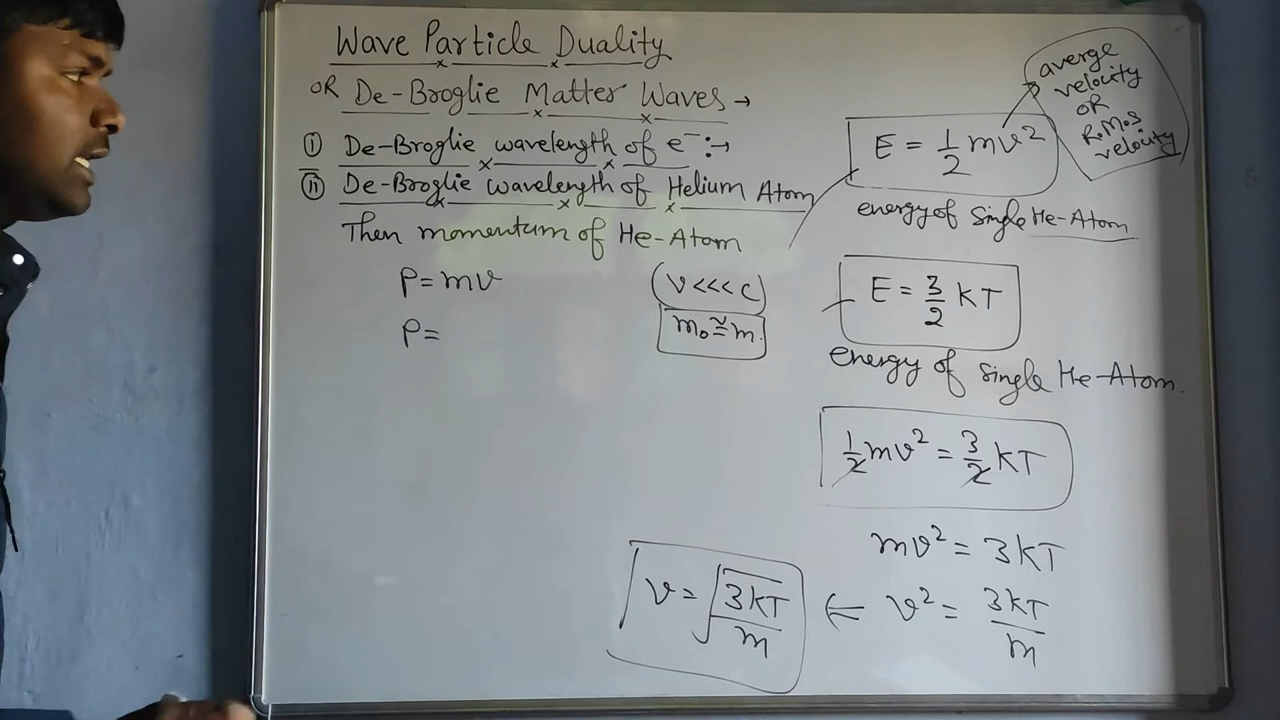 Wave Particle Duality
OR De-Broglie Matter Waves →
(i) De-Broglie wavelength of e⁻ :→
(ii) De-Broglie wavelength of Helium Atom
Then momentum of He-Atom
P = mv (v <<< c)
P = m₀ ≅ m.
averge
velocity
OR
R.M.S
velocity
E = 1/2 mv²
energy of Single He-Atom
E = 3/2 KT
energy of Single He-Atom.
1/2 mv² = 3/2 KT
mv² = 3KT
v² = 3KT/m
⇐
v = √(3KT/m)